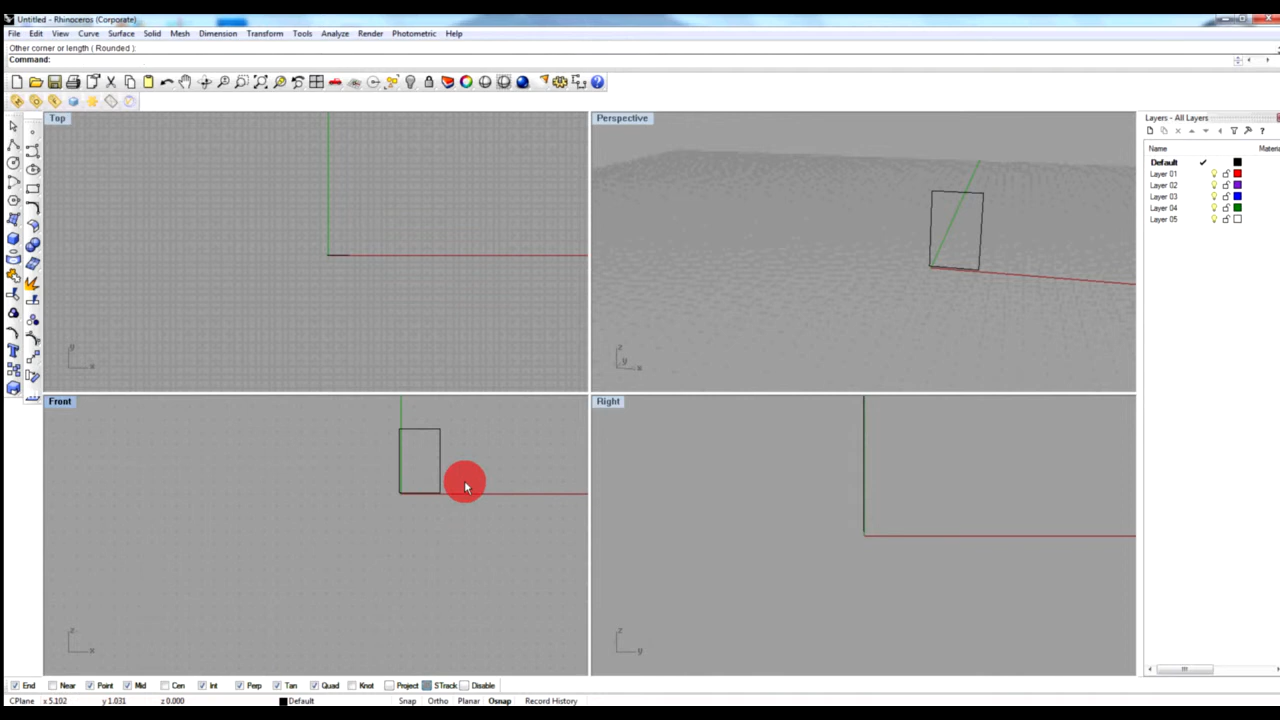 Untitled - Rhinoceros (Corporate)
File Edit View Curve Surface Solid Mesh Dimension Transform Tools Analyze Render Photometric Help
Other corner or length ( Rounded ):
Command:
Top
Perspective
Layers - All Layers
Name
Default
Layer 01
Layer 02
Layer 03
Layer 04
Layer 05
y
x
z
y
x
Front
Right
z
x
z
y
End Near Point Mid Cen Int Perp Tan Quad Knot Project STrack Disable
CPlane x 5.102 y 1.031 z 0.000 Default Snap Ortho Planar Osnap Record History